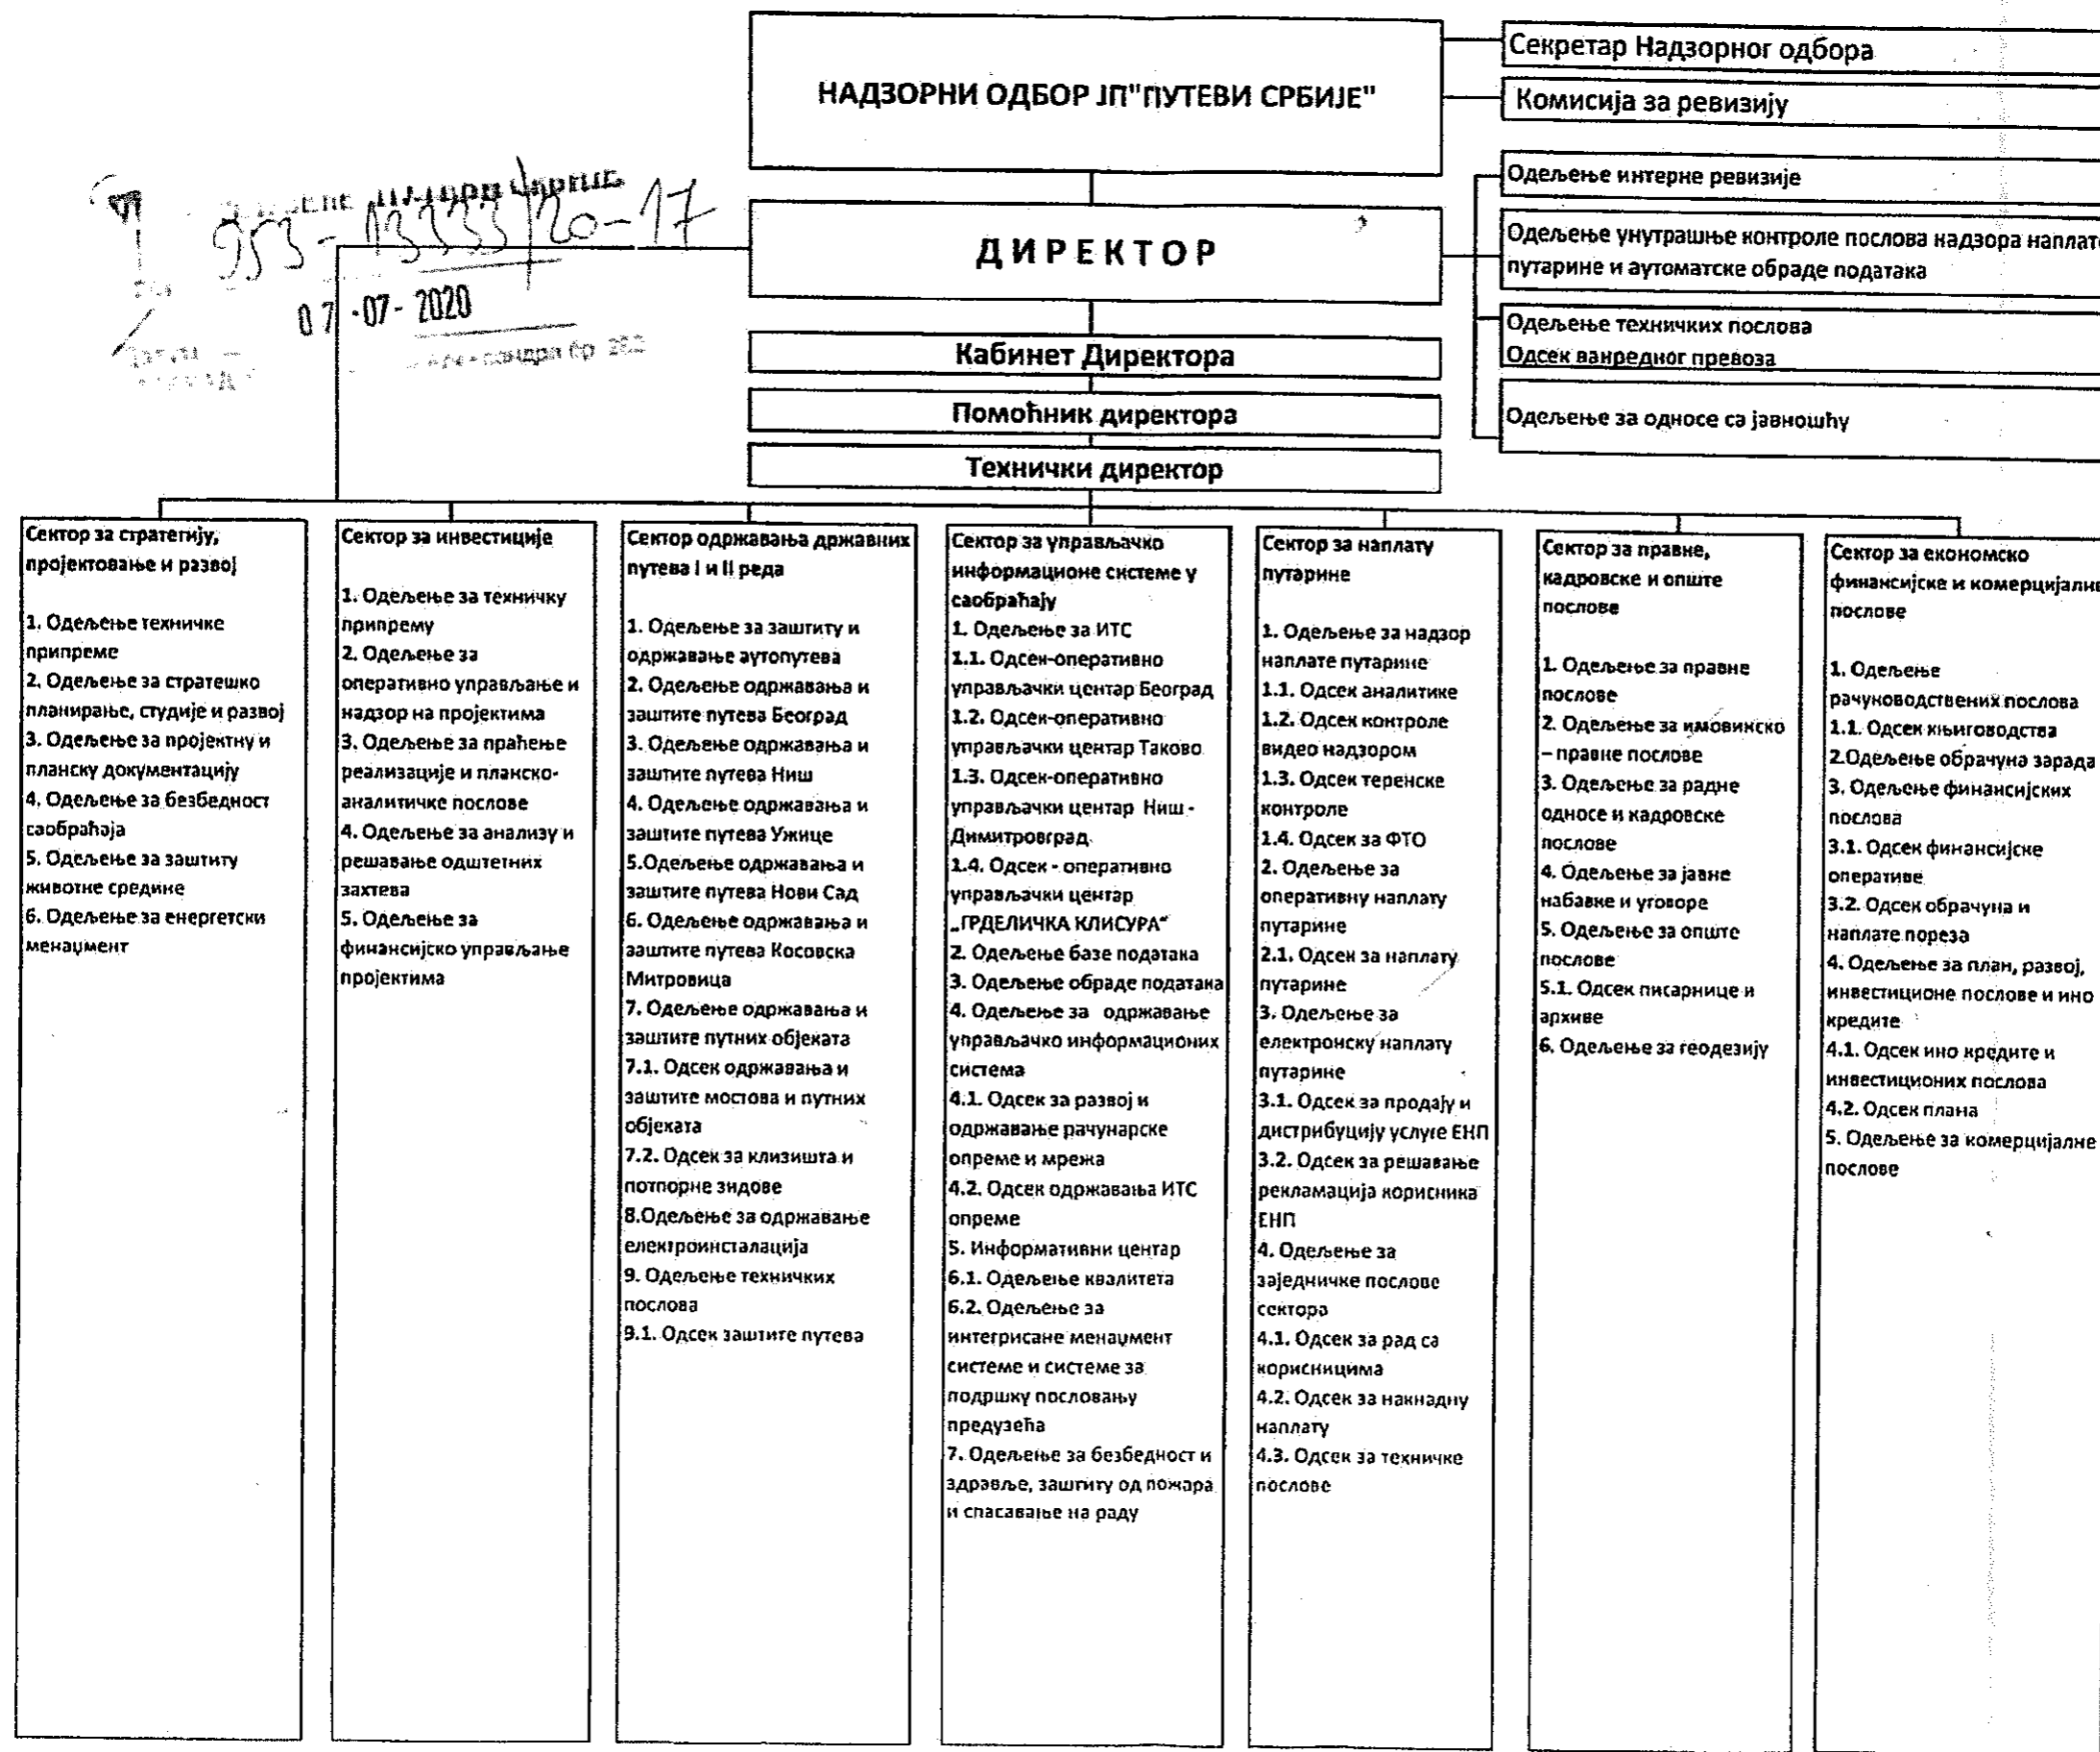 НАДЗОРНИ ОДБОР ЈП"ПУТЕВИ СРБИЈЕ"
Секретар Надзорног одбора
Комисија за ревизију
953-13333/20-17
07-07-2020
ДИРЕКТОР
Кабинет Директора
Помоћник директора
Технички директор
Одељење интерне ревизије
Одељење унутрашње контроле послова надзора
путарине и аутоматске обраде података
Одељење техничких послова
Одсек ванредног превоза
Одељење за односе са јавношћу
Сектор за стратегију,
пројектовање и развој
1. Одељење техничке
припреме
2. Одељење за стратешко
планирање, студије и развој
3. Одељење за пројектну и
планску документацију
4. Одељење за безбедност
саобраћаја
5. Одељење за заштиту
животне средине
6. Одељење за енергетски
менаџмент
Сектор за инвестиције
1. Одељење за техничку
припрему
2. Одељење за
оперативно управљање и
надзор на пројектима
3. Одељење за праћење
реализације и планско-
аналитичке послове
4. Одељење за анализу и
решавање одштетних
захтева
5. Одељење за
финансијско управљање
пројектима
Сектор одржавања државних
путева I и II реда
1. Одељење за заштиту и
одржавање аутопутева
2. Одељење одржавања и
заштите путева Београд
3. Одељење одржавања и
заштите путева Ниш
4. Одељење одржавања и
заштите путева Ужице
5.Одељење одржавања и
заштите путева Нови Сад
6. Одељење одржавања и
заштите путева Косовска
Митровица
7. Одељење одржавања и
заштите путних објеката
7.1. Одсек одржавања и
заштите мостова и путних
објеката
7.2. Одсек за клизишта и
потпорне зидове
8.Одељење за одржавање
електроинсталација
9. Одељење техничких
послова
9.1. Одсек заштите путева
Сектор за управљачко
информационе системе у
саобраћају
1. Одељење за ИТС
1.1. Одсек-оперативно
управљачки центар Београд
1.2. Одсек-оперативно
управљачки центар Таково
1.3. Одсек-оперативно
управљачки центар Ниш -
Димитровград.
1.4. Одсек - оперативно
управљачки центар
„ГРДЕЛИЧКА КЛИСУРА“
2. Одељење базе података
3. Одељење обраде података
4. Одељење за одржавање
управљачко информационих
система
4.1. Одсек за развој и
одржавање рачунарске
опреме и мрежа
4.2. Одсек одржавања ИТС
опреме
5. Информативни центар
6.1. Одељење квалитета
6.2. Одељење за
интегрисане менаџмент
системе и системе за
подршку пословању
предузећа
7. Одељење за безбедност и
здравље, заштиту од пожара
и спасавање на раду
Сектор за наплату
путарине
1. Одељење за надзор
наплате путарине
1.1. Одсек аналитике
1.2. Одсек контроле
видео надзором
1.3. Одсек теренске
контроле
1.4. Одсек за ФТО
2. Одељење за
оперативну наплату
путарине
2.1. Одсек за наплату
путарине
3. Одељење за
електронску наплату
путарине
3.1. Одсек за продају и
дистрибуцију услуге ЕНП
3.2. Одсек за решавање
рекламација корисника
ЕНП
4. Одељење за
заједничке послове
сектора
4.1. Одсек за рад са
корисницима
4.2. Одсек за накнадну
наплату
4.3. Одсек за техничке
послове
Сектор за правне,
кадровске и опште
послове
1. Одељење за правне
послове
2. Одељење за имовинско
– правне послове
3. Одељење за радне
односе и кадровске
послове
4. Одељење за јавне
набавке и уговоре
5. Одељење за опште
послове
5.1. Одсек писарнице и
архиве
6. Одељење за геодезију
Сектор за економско
финансијске и
послове
1. Одељење
рачуноводствених послова
1.1. Одсек књиговодства
2.Одељење обрачуна зарада
3. Одељење финансијских
послова
3.1. Одсек финансијске
оперативе
3.2. Одсек обрачуна и
наплате пореза
4. Одељење за план, развој,
инвестиционе послове и ино
кредите
4.1. Одсек ино кредите и
инвестиционих послова
4.2. Одсек плана
5. Одељење за комерцијалне
послове